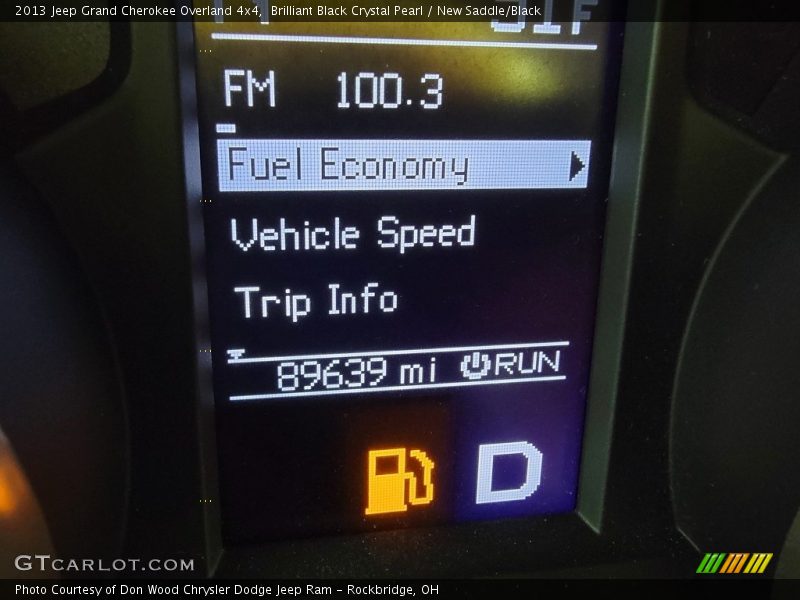 2013 Jeep Grand Cherokee Overland 4x4, Brilliant Black Crystal Pearl / New Saddle/Black
FM 100.3
Fuel Economy
Vehicle Speed
Trip Info
89639 mi RUN
D
GTCARLOT.COM
Photo Courtesy of Don Wood Chrysler Dodge Jeep Ram - Rockbridge, OH